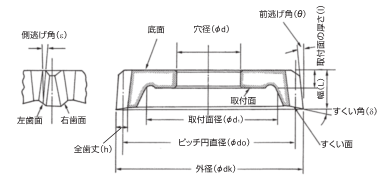 前逃げ角(θ)
側逃げ角(ε)
底面
穴径(φd)
取付面の厚さ(l)
幅(L)
取付面
すくい角(δ)
左歯面
右歯面
取付面径(φd₁)
すくい面
全歯丈(h)
ピッチ円直径(φdo)
外径(φdk)